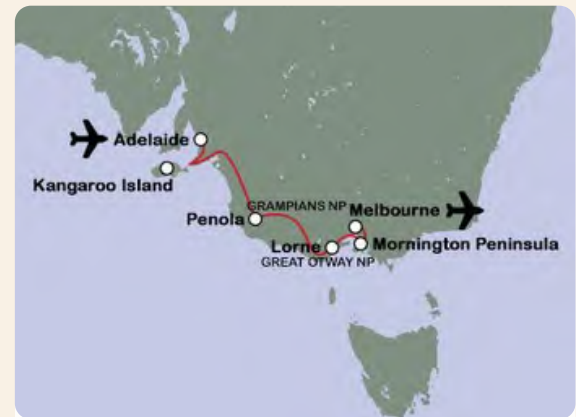 Adelaide
Kangaroo Island
GRAMPIANS NP
Melbourne
Penola
Lorne
Mornington Peninsula
GREAT OTWAY NP